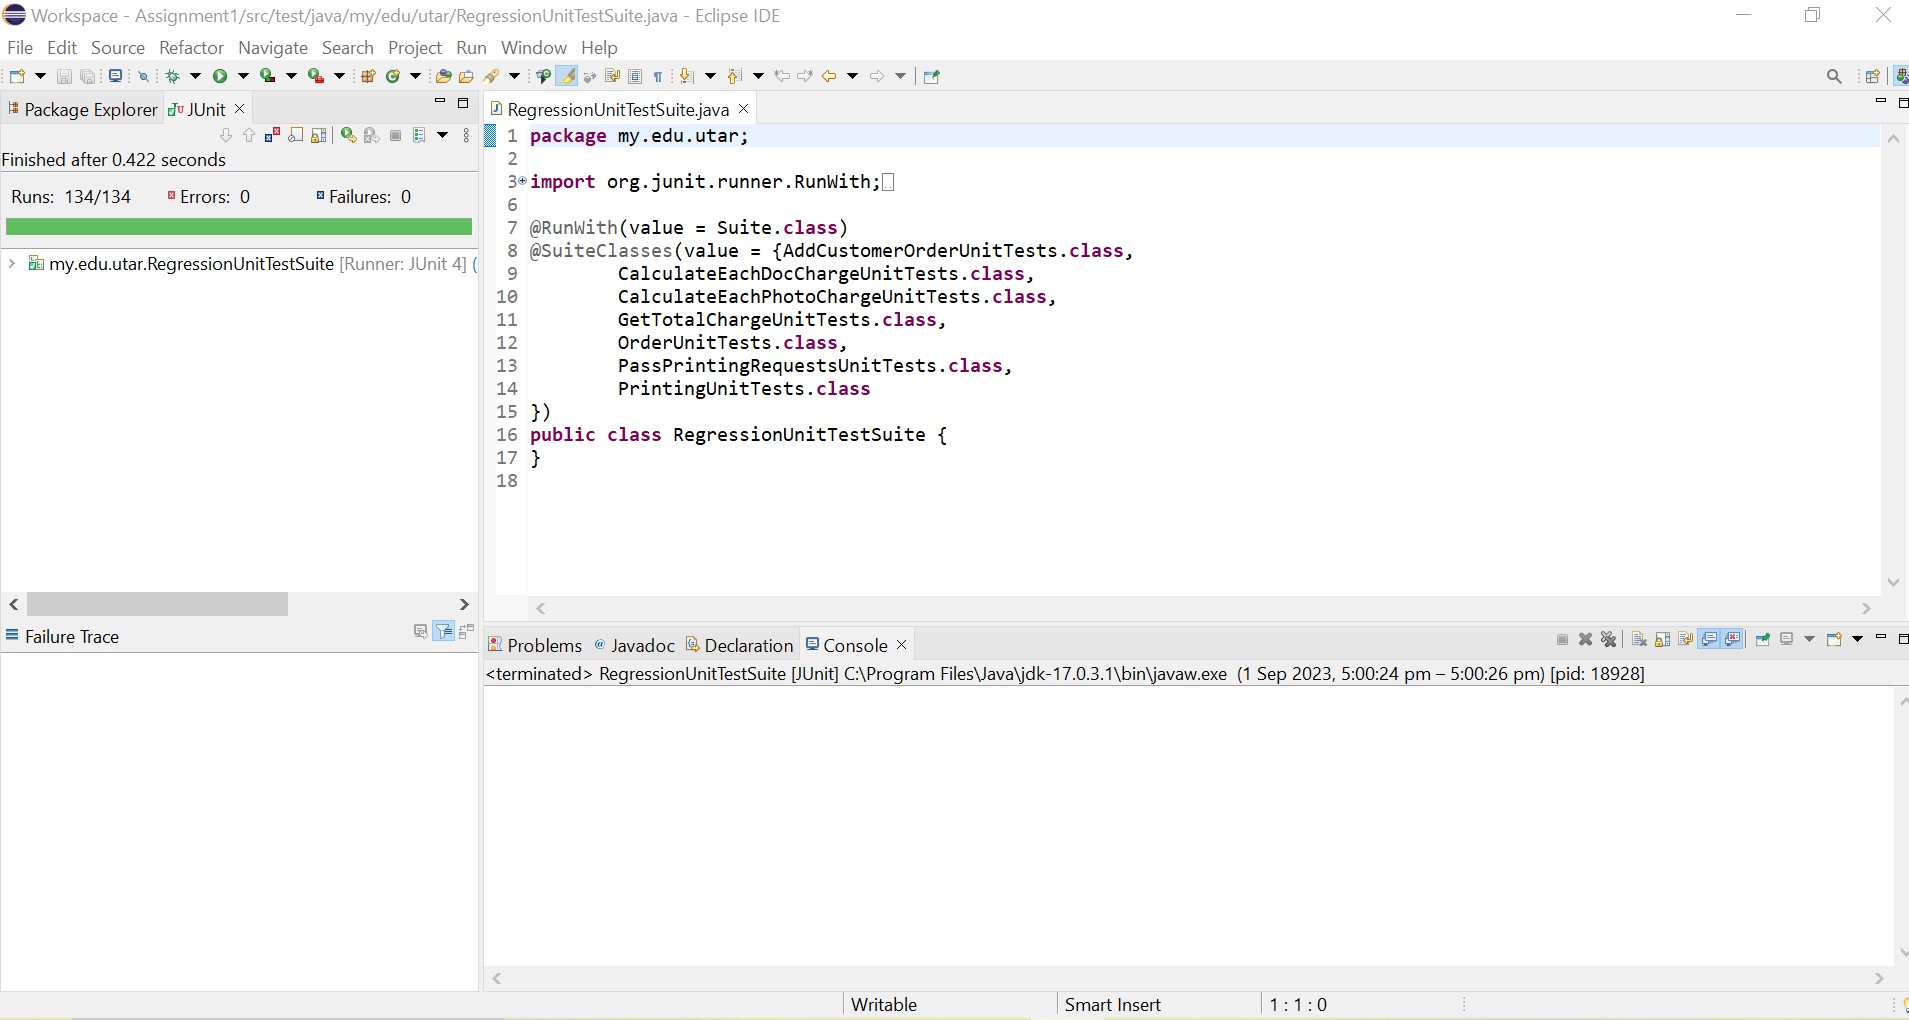 Workspace - Assignment1/src/test/java/my/edu/utar/RegressionUnitTestSuite.java - Eclipse IDE
File Edit Source Refactor Navigate Search Project Run Window Help
Package Explorer JUnit
Finished after 0.422 seconds
Runs: 134/134 Errors: 0 Failures: 0
my.edu.utar.RegressionUnitTestSuite [Runner: JUnit 4] (
Failure Trace
RegressionUnitTestSuite.java
1 package my.edu.utar;
2
3 import org.junit.runner.RunWith;
6
7 @RunWith(value = Suite.class)
8 @SuiteClasses(value = {AddCustomerOrderUnitTests.class,
9 CalculateEachDocChargeUnitTests.class,
10 CalculateEachPhotoChargeUnitTests.class,
11 GetTotalChargeUnitTests.class,
12 OrderUnitTests.class,
13 PassPrintingRequestsUnitTests.class,
14 PrintingUnitTests.class
15 })
16 public class RegressionUnitTestSuite {
17 }
18
Problems Javadoc Declaration Console
<terminated> RegressionUnitTestSuite [JUnit] C:\Program Files\Java\jdk-17.0.3.1\bin\javaw.exe (1 Sep 2023, 5:00:24 pm – 5:00:26 pm) [pid: 18928]
Writable Smart Insert 1 : 1 : 0